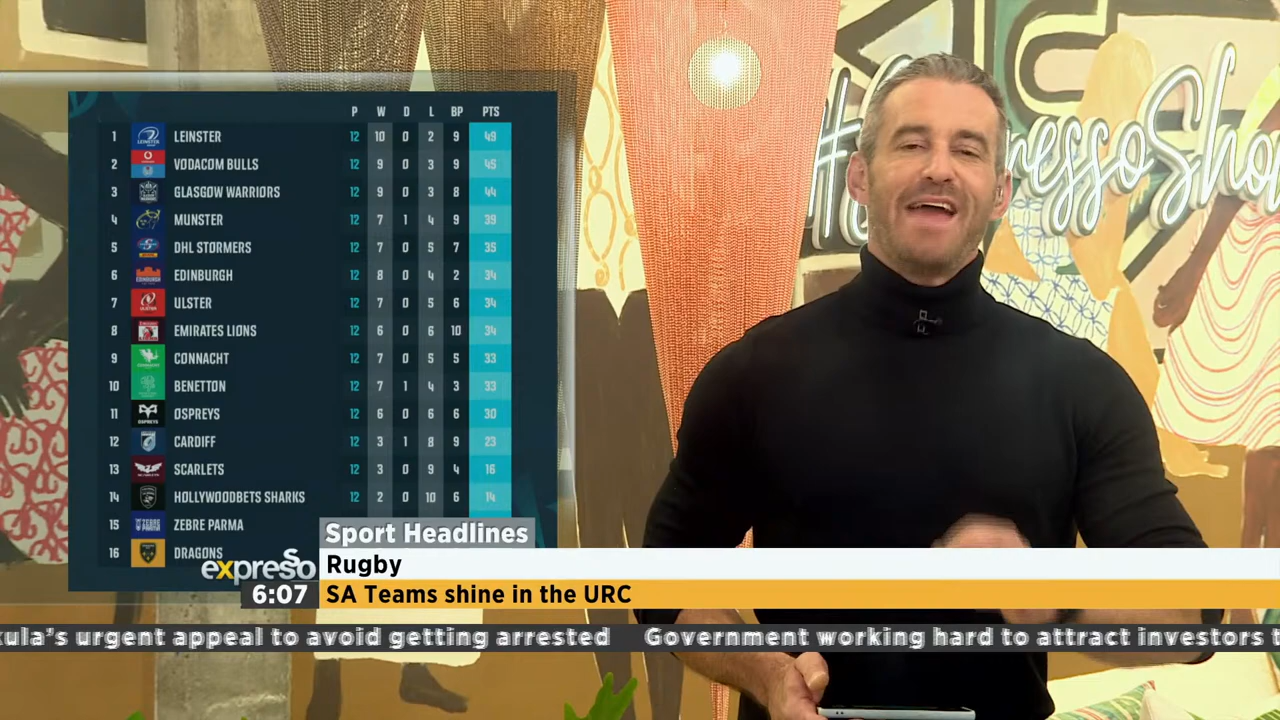 P W D L BP PTS
1 LEINSTER 12 10 0 2 9 49
2 VODACOM BULLS 12 9 0 3 9 45
3 GLASGOW WARRIORS 12 9 0 3 8 44
4 MUNSTER 12 7 1 4 9 39
5 DHL STORMERS 12 7 0 5 7 35
6 EDINBURGH 12 8 0 4 2 34
7 ULSTER 12 7 0 5 6 34
8 EMIRATES LIONS 12 6 0 6 10 34
9 CONNACHT 12 7 0 5 5 33
10 BENETTON 12 7 1 4 3 33
11 OSPREYS 12 6 0 6 6 30
12 CARDIFF 12 3 1 8 9 23
13 SCARLETS 12 3 0 9 4 16
14 HOLLYWOODBETS SHARKS 12 2 0 10 6 14
15 ZEBRE PARMA
16 DRAGONS
Sport Headlines
expresso
Rugby
6:07
SA Teams shine in the URC
kula's urgent appeal to avoid getting arrested Government working hard to attract investors t